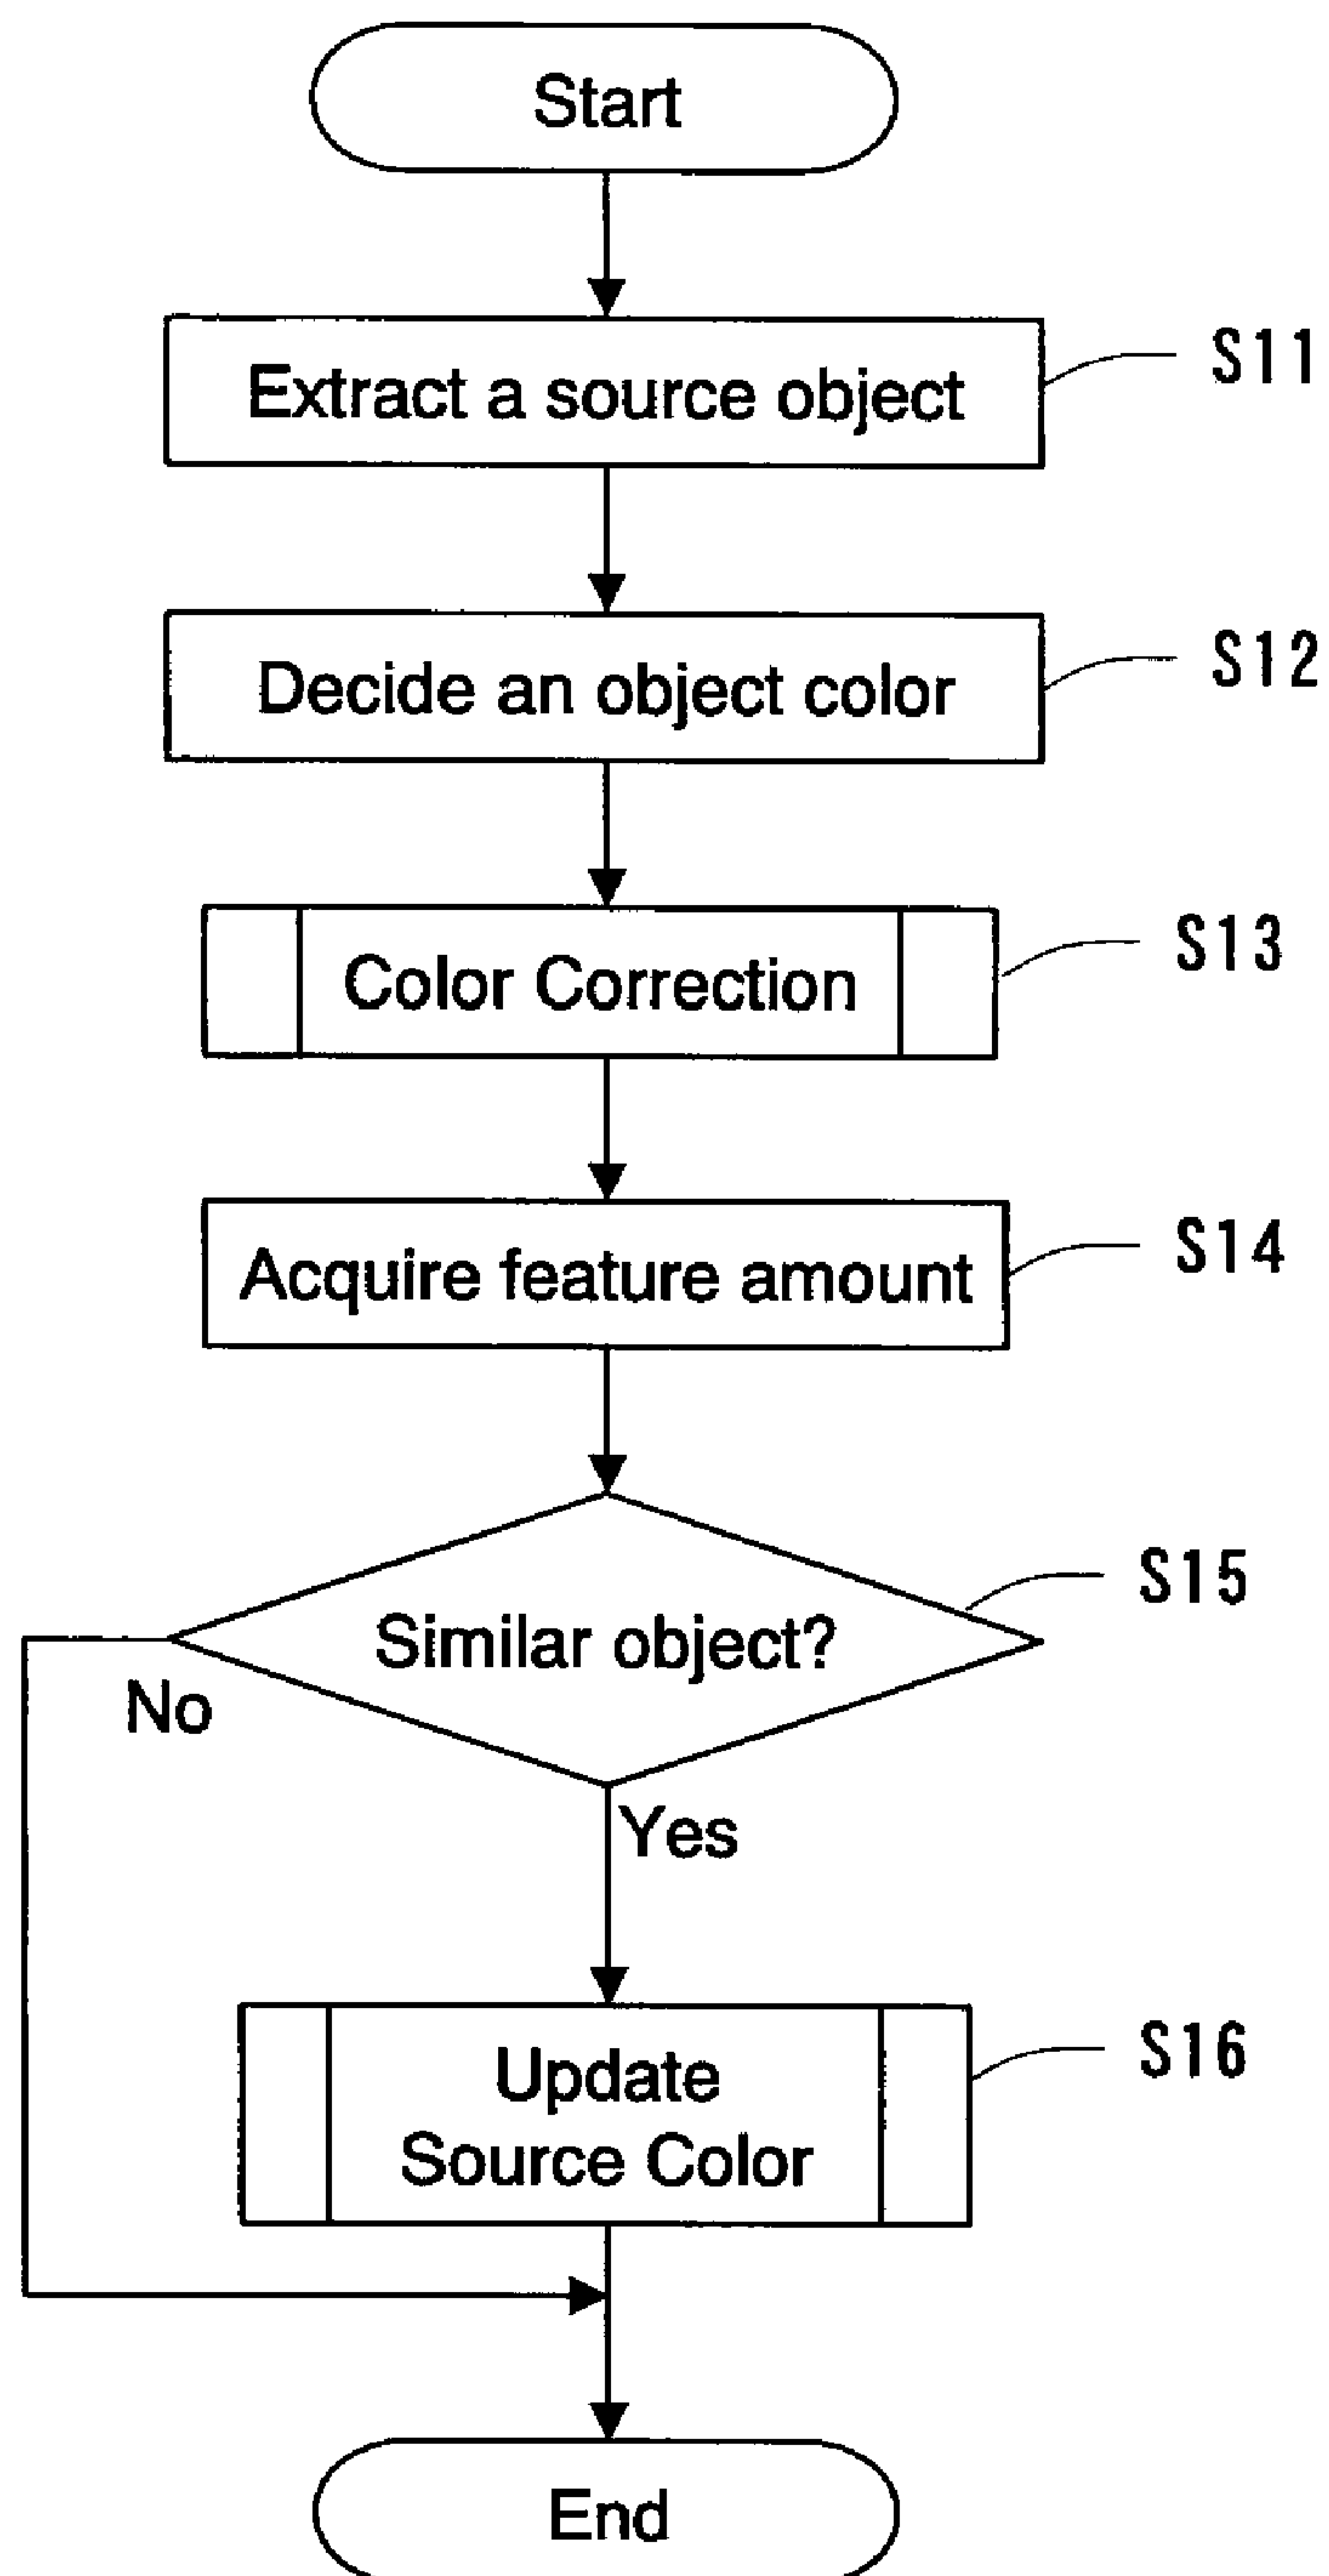 Start
Extract a source object
S11
Decide an object color
S12
Color Correction
S13
Acquire feature amount
S14
Similar object?
S15
No
Yes
Update
Source Color
S16
End